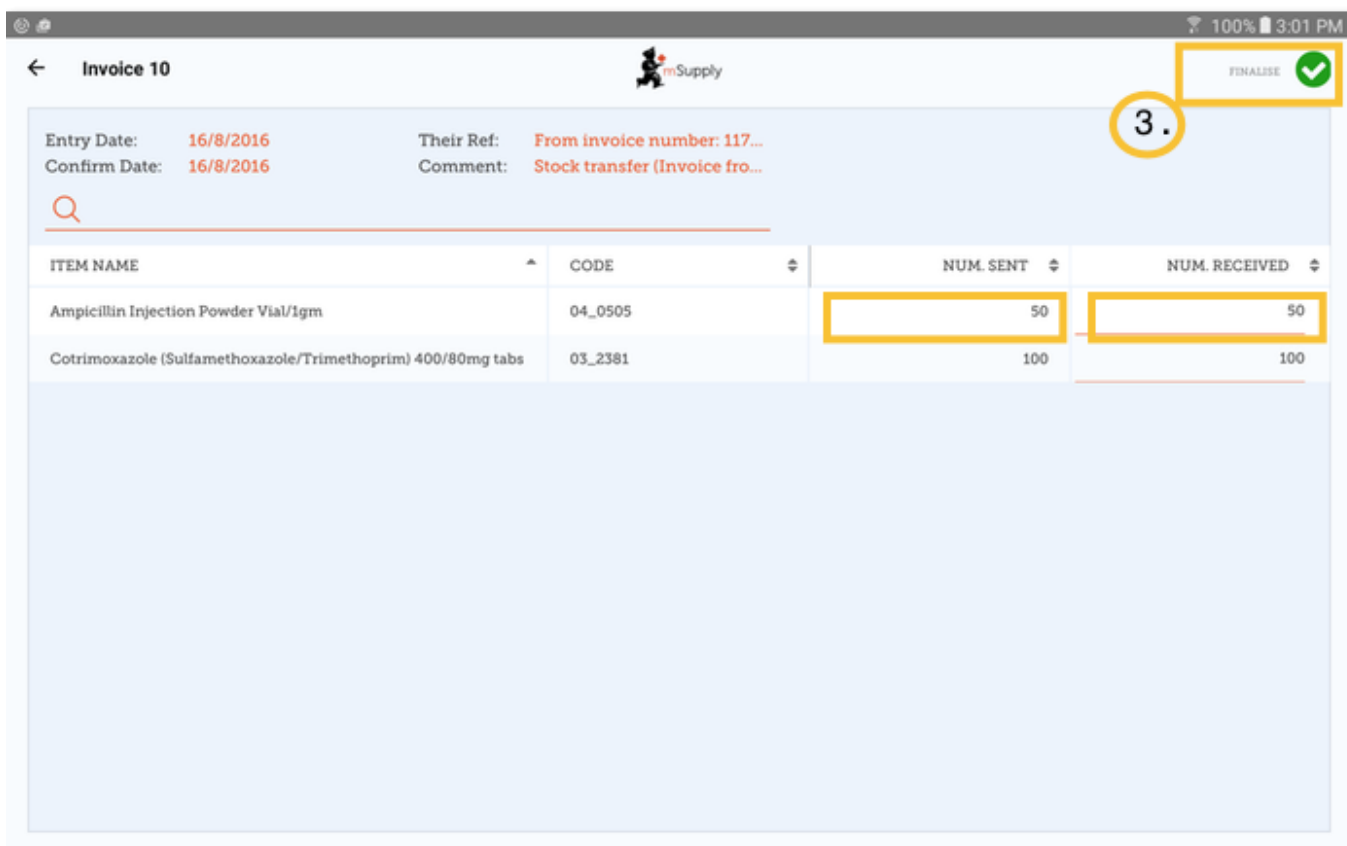 100% 3:01 PM
Invoice 10
mSupply
FINALISE
3.
Entry Date: 16/8/2016 Their Ref: From invoice number: 117...
Confirm Date: 16/8/2016 Comment: Stock transfer (Invoice fro...
ITEM NAME CODE NUM. SENT NUM. RECEIVED
Ampicillin Injection Powder Vial/1gm 04_0505 50 50
Cotrimoxazole (Sulfamethoxazole/Trimethoprim) 400/80mg tabs 03_2381 100 100